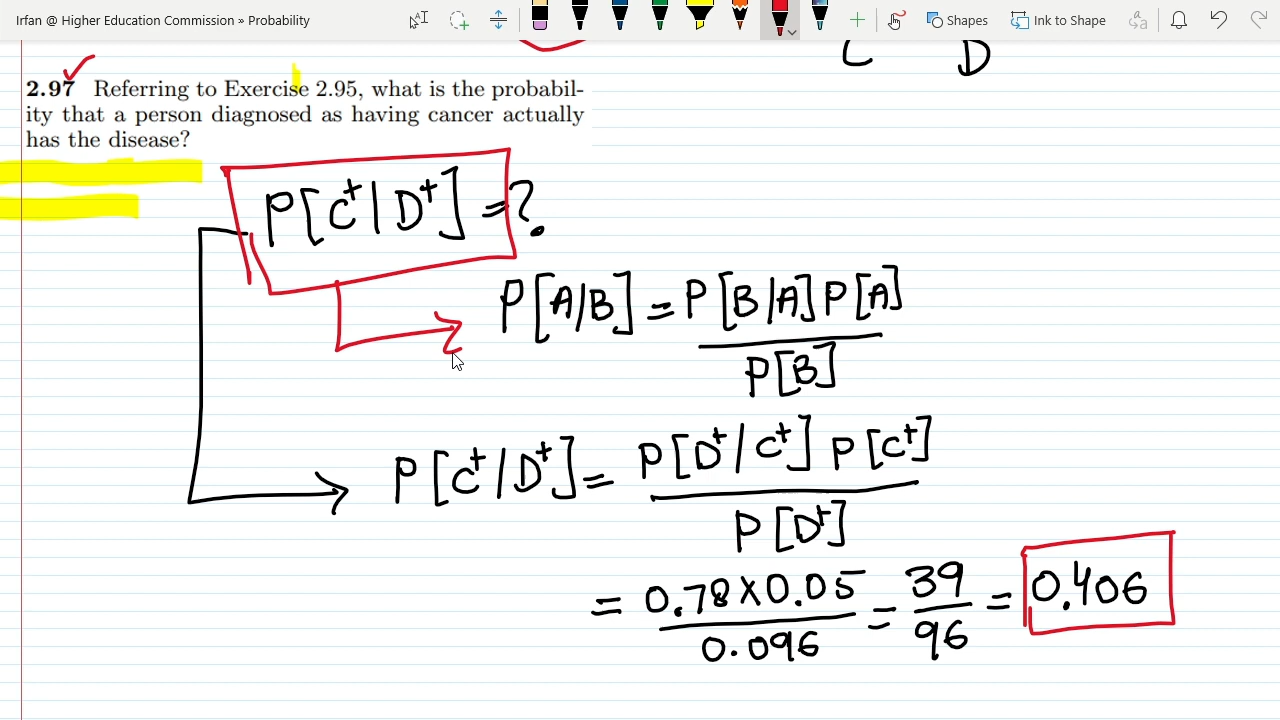 Irfan @ Higher Education Commission » Probability
Shapes
Ink to Shape
C D
2.97 Referring to Exercise 2.95, what is the probabil-
ity that a person diagnosed as having cancer actually
has the disease?
P[C⁺|D⁺] = ?
P[A/B] = P[B/A] P[A]
P[B]
P[C⁺/D⁺] = P[D⁺/C⁺] P[C⁺]
P[D⁺]
= 0.78×0.05 / 0.096 = 39/96 = 0.406